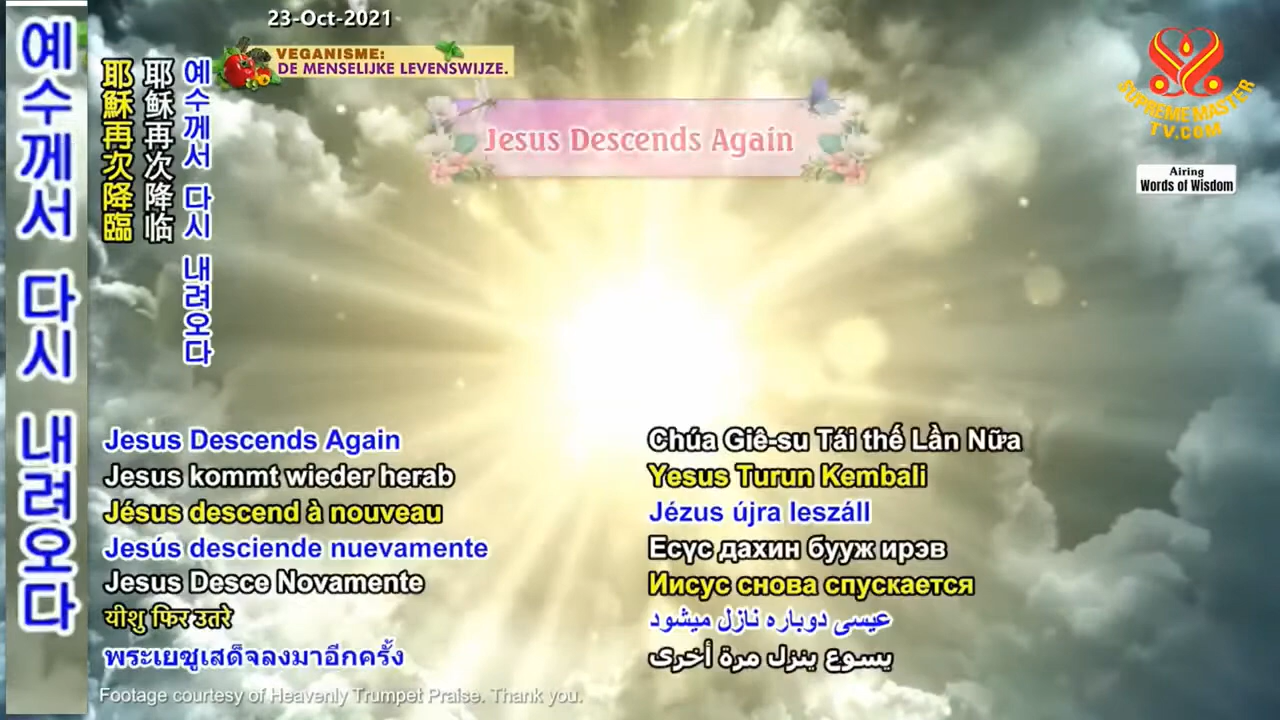 예수께서 다시 내려오다
23-Oct-2021
VEGANISME:
DE MENSELIJKE LEVENSWIJZE.
耶穌再次降臨
耶稣再次降临
예수께서 다시 내려오다
Jesus Descends Again
SUPREME MASTER
TV.COM
Airing
Words of Wisdom
Jesus Descends Again
Jesus kommt wieder herab
Jésus descend à nouveau
Jesús desciende nuevamente
Jesus Desce Novamente
यीशु फिर उतरे
พระเยซูเสด็จลงมาอีกครั้ง
Chúa Giê-su Tái thế Lần Nữa
Yesus Turun Kembali
Jézus újra leszáll
Есүс дахин бууж ирэв
Иисус снова спускается
عیسی دوباره نازل میشود
يسوع ينزل مرة أخرى
Footage courtesy of Heavenly Trumpet Praise. Thank you.